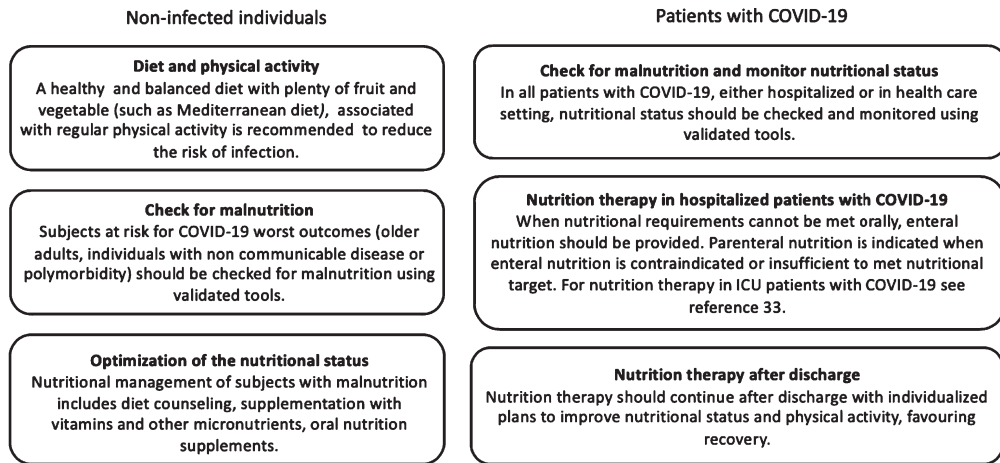 Non-infected individuals
Diet and physical activity
A healthy and balanced diet with plenty of fruit and
vegetable (such as Mediterranean diet), associated
with regular physical activity is recommended to reduce
the risk of infection.
Check for malnutrition
Subjects at risk for COVID-19 worst outcomes (older
adults, individuals with non communicable disease or
polymorbidity) should be checked for malnutrition using
validated tools.
Optimization of the nutritional status
Nutritional management of subjects with malnutrition
includes diet counseling, supplementation with
vitamins and other micronutrients, oral nutrition
supplements.
Patients with COVID-19
Check for malnutrition and monitor nutritional status
In all patients with COVID-19, either hospitalized or in health care
setting, nutritional status should be checked and monitored using
validated tools.
Nutrition therapy in hospitalized patients with COVID-19
When nutritional requirements cannot be met orally, enteral
nutrition should be provided. Parenteral nutrition is indicated when
enteral nutrition is contraindicated or insufficient to met nutritional
target. For nutrition therapy in ICU patients with COVID-19 see
reference 33.
Nutrition therapy after discharge
Nutrition therapy should continue after discharge with individualized
plans to improve nutritional status and physical activity, favouring
recovery.